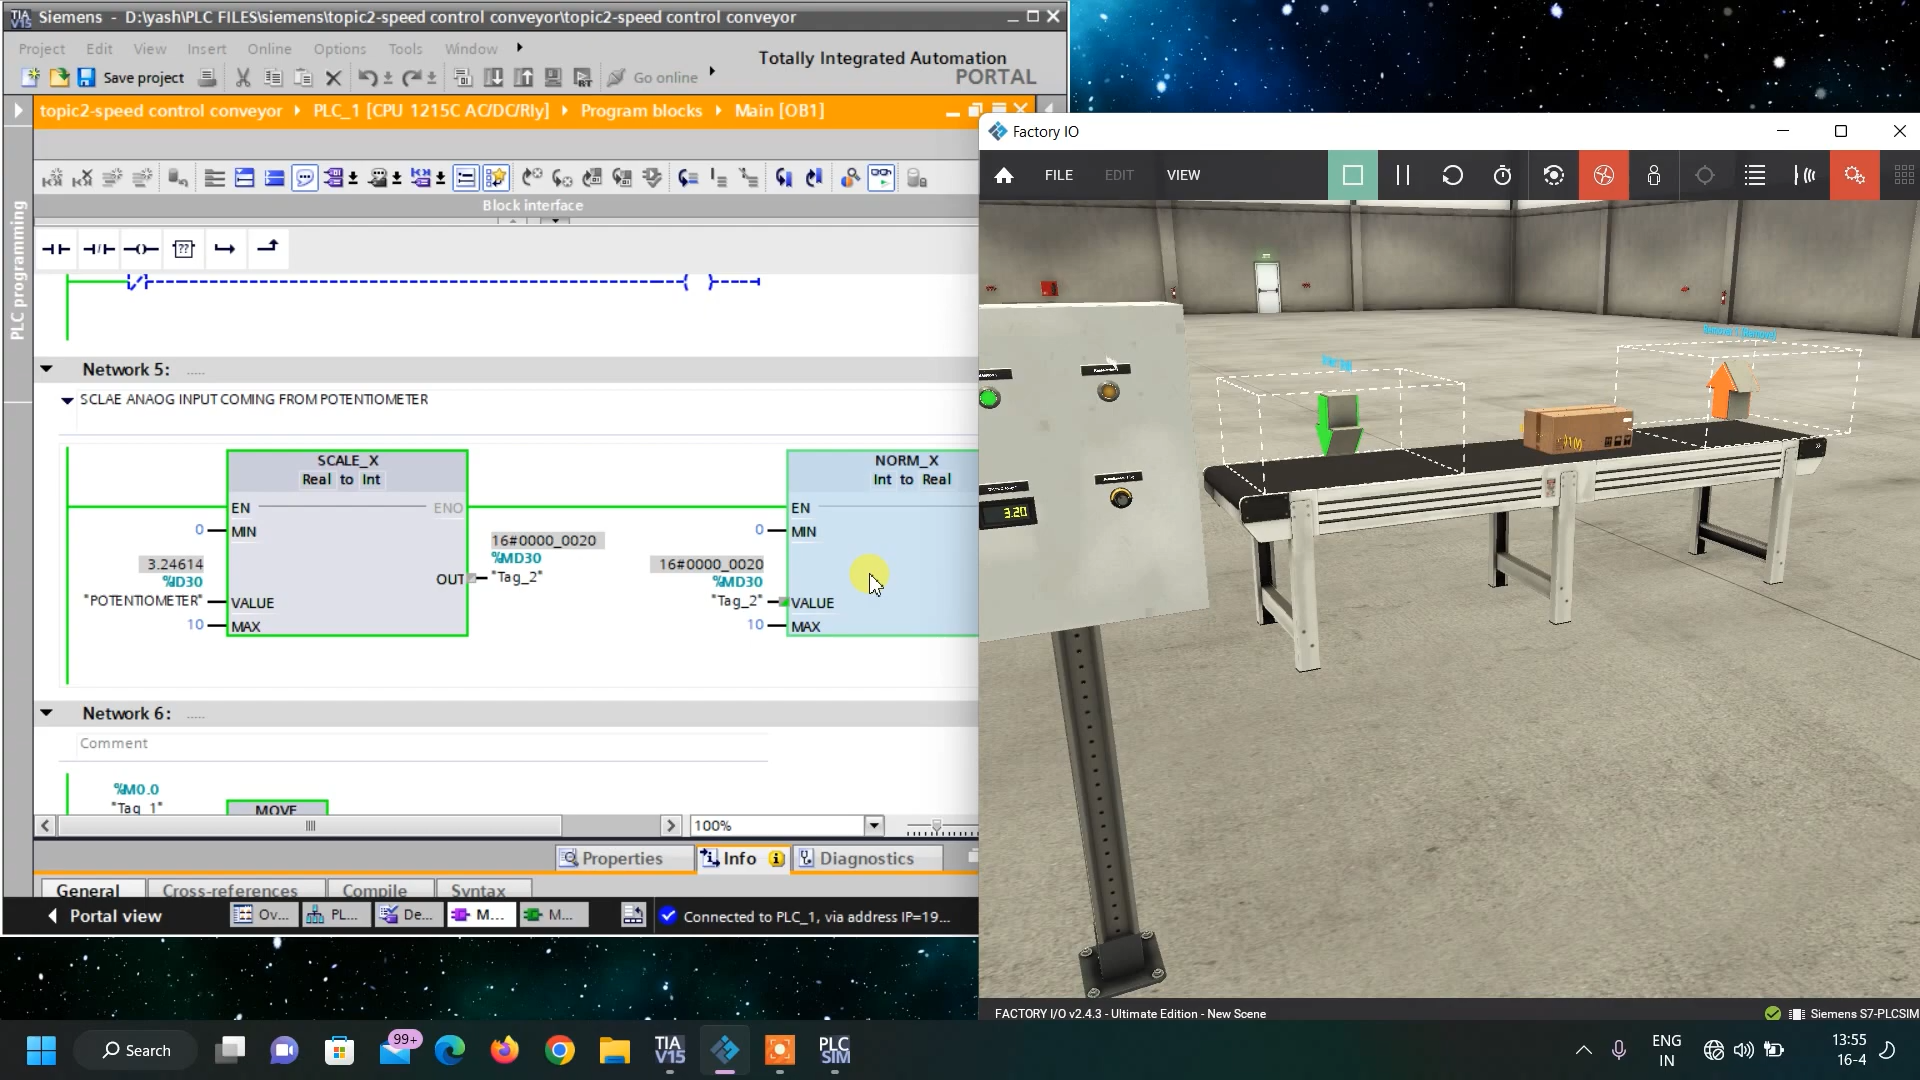 Siemens - D:\yash\PLC FILES\siemens\topic2-speed control conveyor\topic2-speed control conveyor
Project Edit View Insert Online Options Tools Window
Totally Integrated Automation
PORTAL
Save project
Go online
topic2-speed control conveyor PLC_1 [CPU 1215C AC/DC/Rly] Program blocks Main [OB1]
Block interface
PLC programming
??
Network 5: .....
SCLAE ANAOG INPUT COMING FROM POTENTIOMETER
SCALE_X
Real to Int
EN
ENO
0
MIN
3.24614
%ID30
"POTENTIOMETER"
VALUE
10
MAX
OUT
16#0000_0020
%MD30
"Tag_2"
NORM_X
Int to Real
EN
0
MIN
16#0000_0020
%MD30
"Tag_2"
VALUE
10
MAX
Network 6: .....
Comment
%M0.0
"Tag_1"
MOVE
100%
Properties Info Diagnostics
General Cross-references Compile Syntax
Portal view Ov... PL... De... M... M... Connected to PLC_1, via address IP=19...
Factory IO
FILE EDIT VIEW
3.20
FACTORY I/O v2.4.3 - Ultimate Edition - New Scene
Siemens S7-PLCSIM
Search
99+
TIA V15
PLC SIM
ENG
IN
13:55
16-4